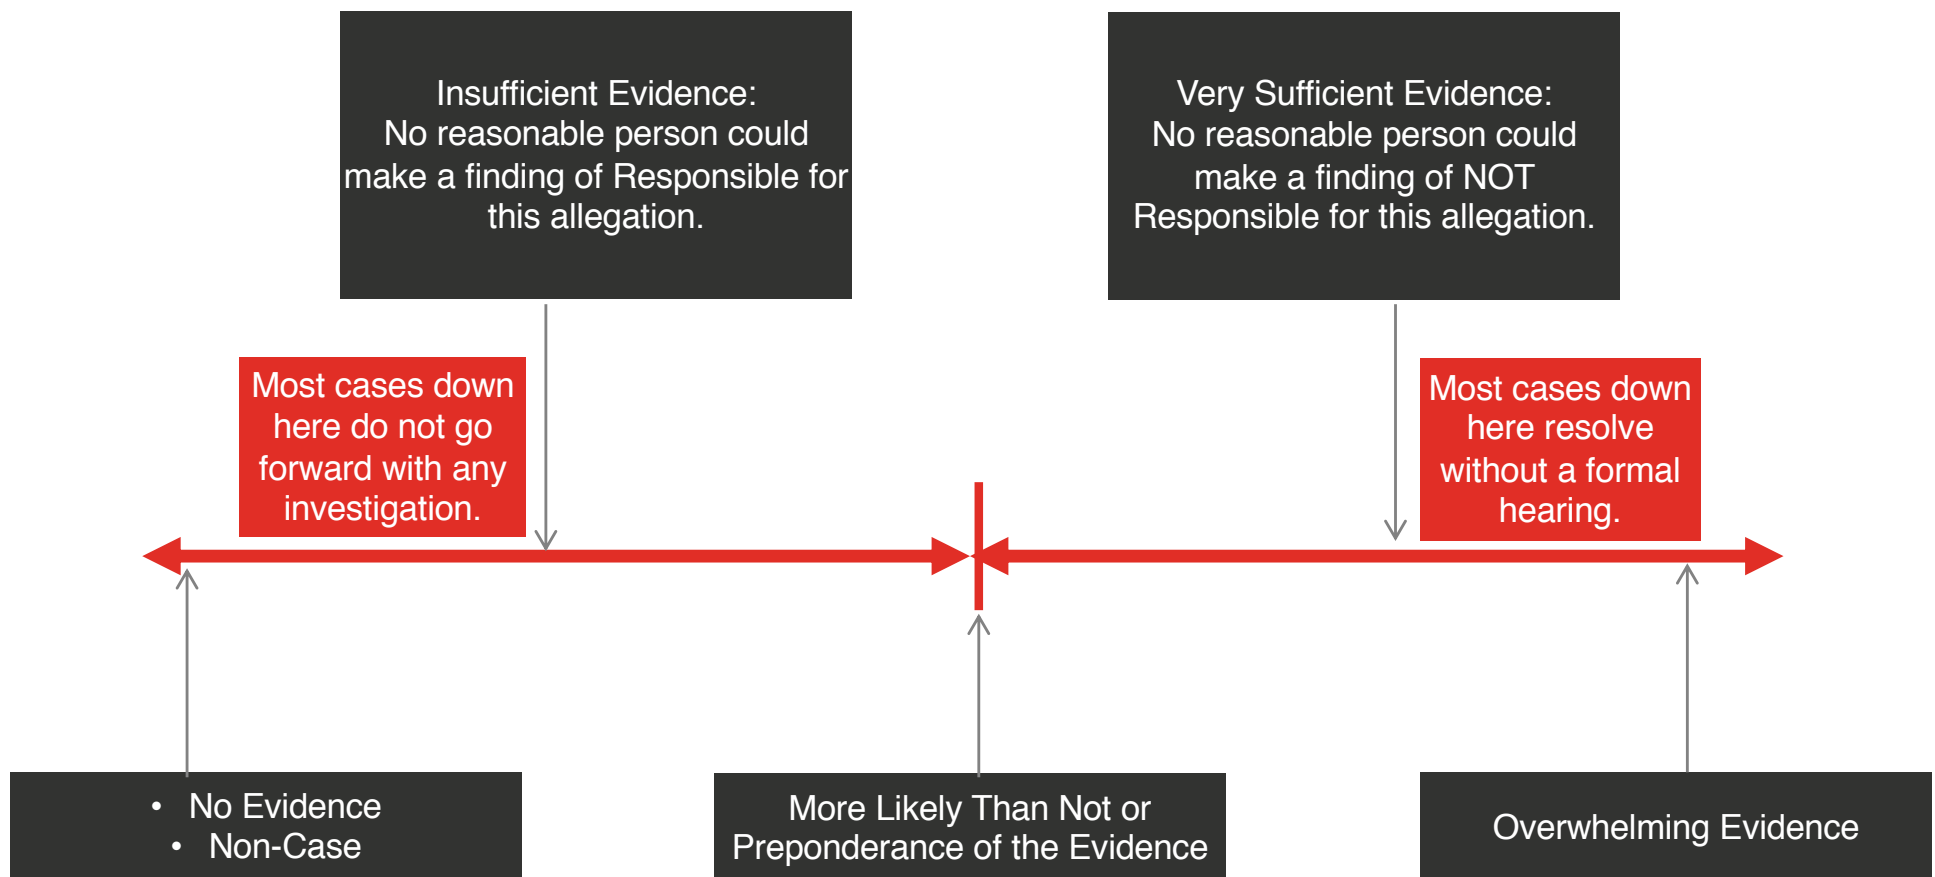 Insufficient Evidence:
No reasonable person could
make a finding of Responsible for
this allegation.
Very Sufficient Evidence:
No reasonable person could
make a finding of NOT
Responsible for this allegation.
Most cases down
here do not go
forward with any
investigation.
Most cases down
here resolve
without a formal
hearing.
• No Evidence
• Non-Case
More Likely Than Not or
Preponderance of the Evidence
Overwhelming Evidence